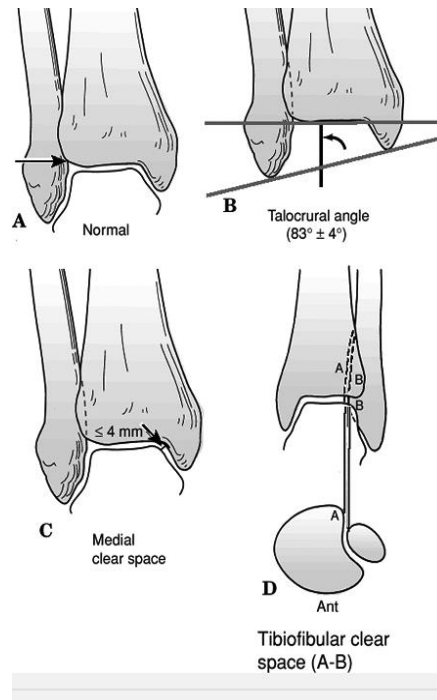 A
Normal
B
Talocrural angle
(83° ± 4°)
≤ 4 mm
C
Medial
clear space
A
B
B
A
D
Ant
Tibiofibular clear
space (A-B)